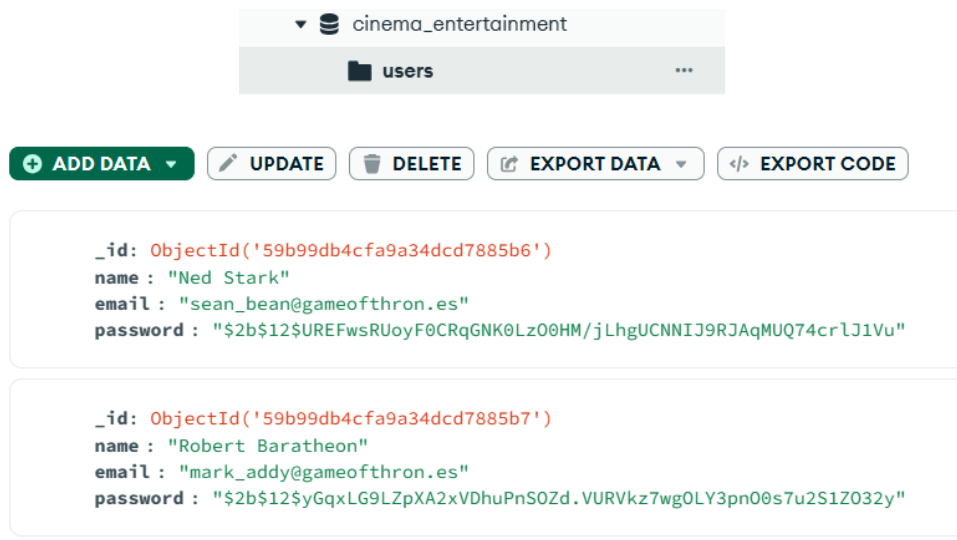 cinema_entertainment
users
ADD DATA
UPDATE
DELETE
EXPORT DATA
EXPORT CODE
_id: ObjectId('59b99db4cfa9a34dcd7885b6')
name : "Ned Stark"
email : "sean_bean@gameofthron.es"
password : "$2b$12$UREFwsRUoyF0CRqGNK0LzO0HM/jLhgUCNNIJ9RJAqMUQ74crlJ1Vu"
_id: ObjectId('59b99db4cfa9a34dcd7885b7')
name : "Robert Baratheon"
email : "mark_addy@gameofthron.es"
password : "$2b$12$yGqxLG9LZpXA2xVDhuPnSOZd.VURVkz7wgOLY3pnO0s7u2S1ZO32y"